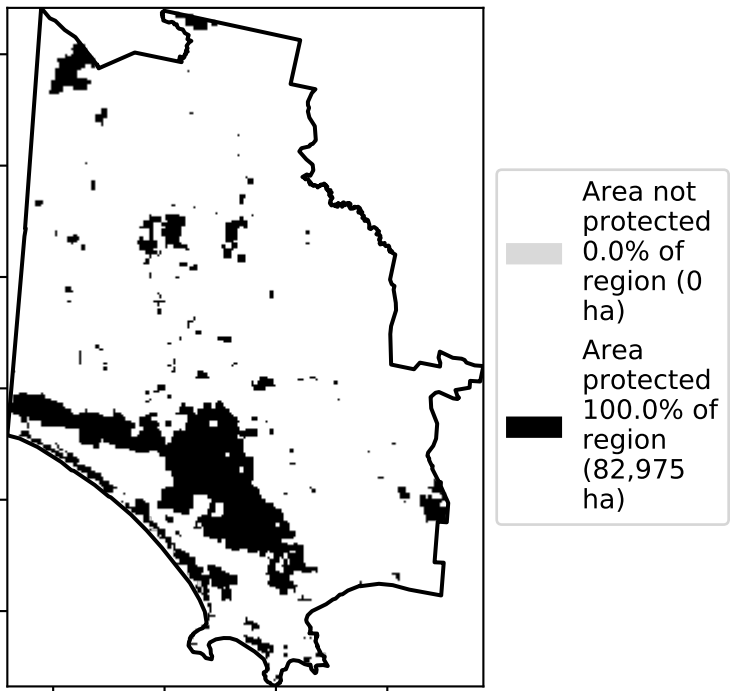 Area not
protected
0.0% of
region (0
ha)
Area
protected
100.0% of
region
(82,975
ha)